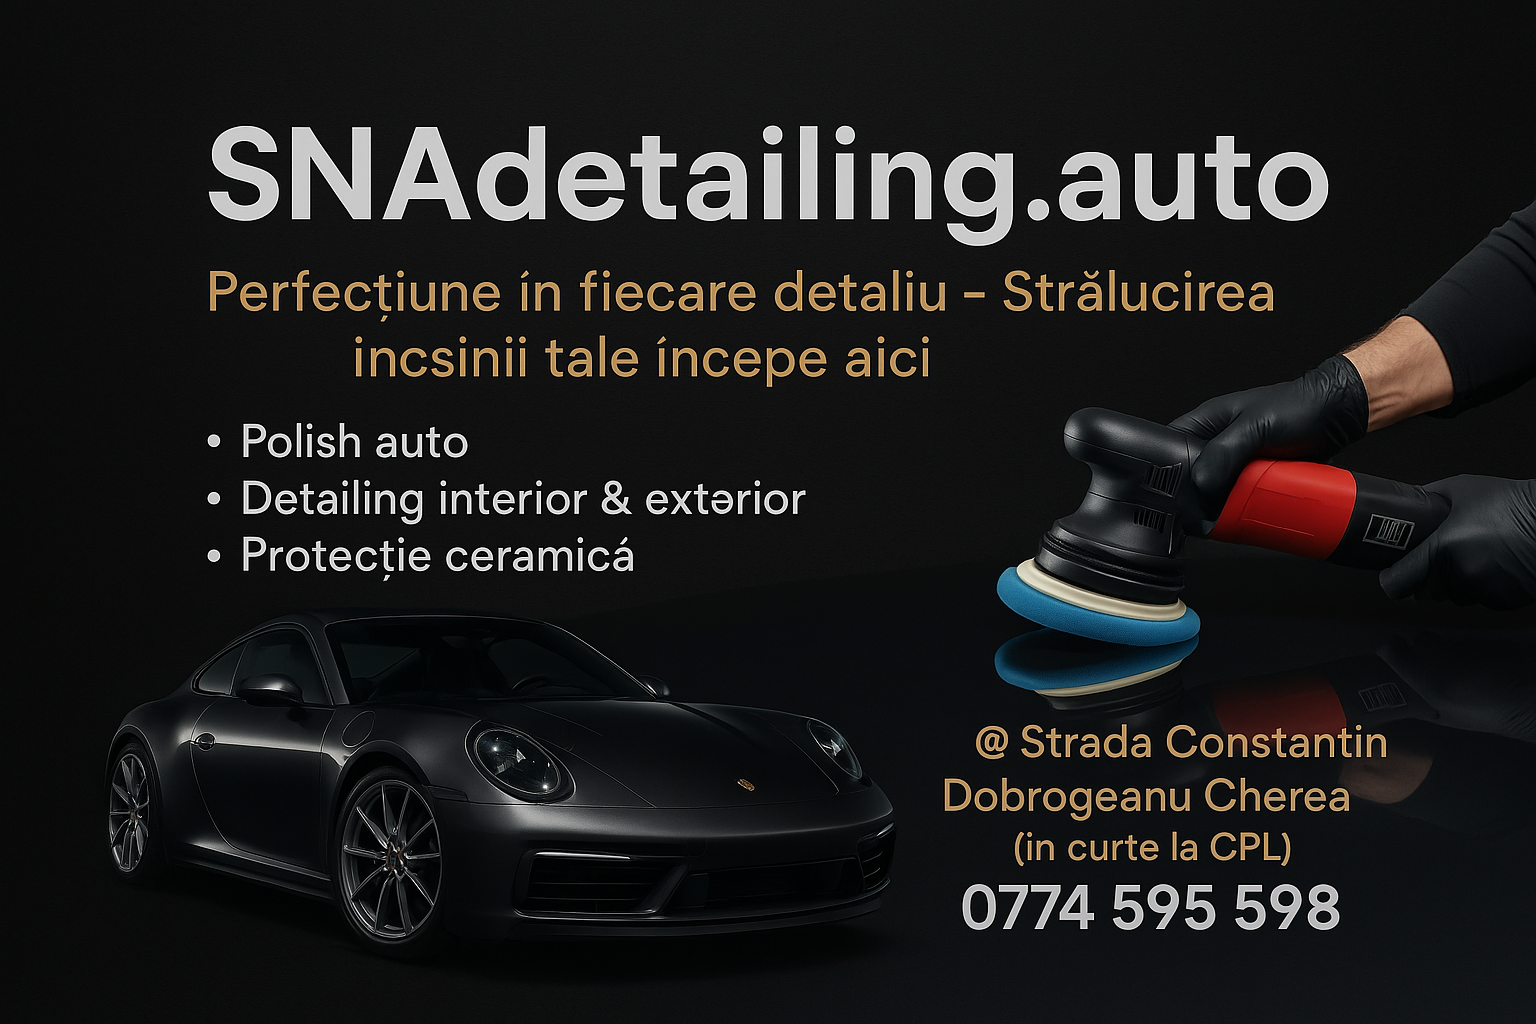 SNAdetailing.auto
Perfecțiune ín fiecare detaliu – Strălucirea
incsinii tale íncepe aici
• Polish auto
• Detailing interior & extərior
• Protecție ceramicá
@ Strada Constantin
Dobrogeanu Cherea
(in curte la CPL)
0774 595 598